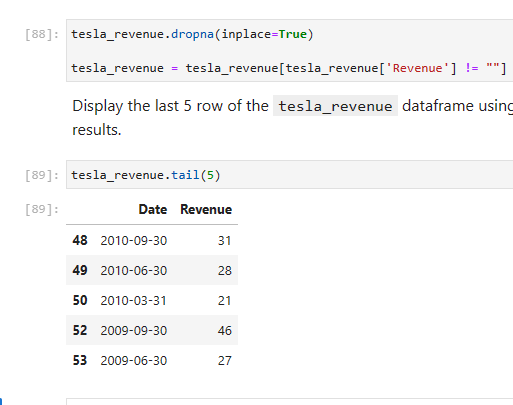 [88]: tesla_revenue.dropna(inplace=True)
tesla_revenue = tesla_revenue[tesla_revenue['Revenue'] != ""]
Display the last 5 row of the tesla_revenue dataframe using
results.
[89]: tesla_revenue.tail(5)
[89]: Date Revenue
48 2010-09-30 31
49 2010-06-30 28
50 2010-03-31 21
52 2009-09-30 46
53 2009-06-30 27